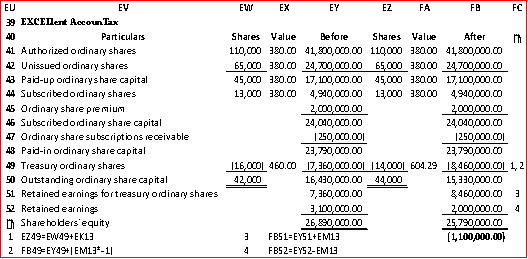 EU EV EW EX EY EZ FA FB FC
39 EXCELlent AccounTax
40 Particulars Shares Values Before Shares Value After
41 Authorized ordinary shares 110,000 380.00 41,800,000.00 110,000 380.00 41,800,000.00
42 Unissued ordinary shares 65,000 380.00 24,700,000.00 65,000 380.00 24,700,000.00
43 Paid-up ordinary share capital 45,000 380.00 17,100,000.00 45,000 380.00 17,100,000.00
44 Subscribed ordinary shares 13,000 380.00 4,940,000.00 13,000 380.00 4,940,000.00
45 Ordinary share premium 2,000,000.00 2,000,000.00
46 Subscribed ordinary share capital 24,040,000.00 24,040,000.00
47 Ordinary share subscriptions receivable (250,000.00) (250,000.00)
48 Paid-in ordinary share capital 23,790,000.00 23,790,000.00
49 Treasury ordinary shares (16,000) 460.00 (7,360,000.00) (14,000) 604.29 (8,460,000.00) 1, 2
50 Outstanding ordinary share capital 42,000 16,430,000.00 44,000 15,330,000.00
51 Retained earnings for treasury ordinary shares 7,360,000.00 8,460,000.00 3
52 Retained earnings 3,100,000.00 2,000,000.00 4
Shareholders' equity 26,890,000.00 25,790,000.00
1 EZ49=EW49+EK13 3 FB51=EY51+EM13 (1,100,000.00)
2 FB49=EY49+(EM13*-1) 4 FB52=EY52-EM13